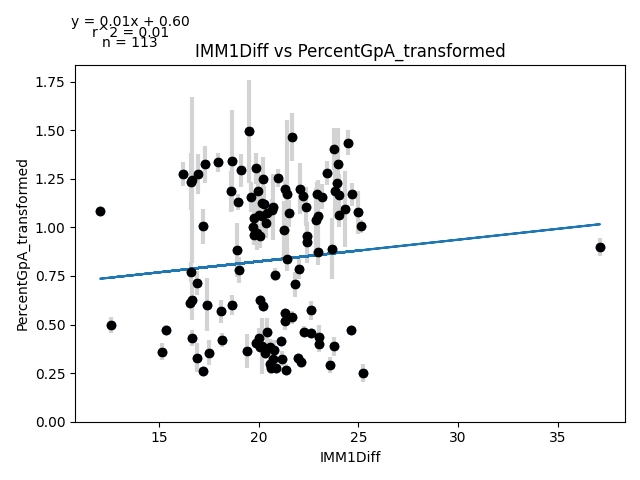 y = 0.01x + 0.60
r^2 = 0.01
n = 113
IMM1Diff vs PercentGpA_transformed
PercentGpA_transformed
1.75
1.50
1.25
1.00
0.75
0.50
0.25
0.00
15
20
25
30
35
IMM1Diff